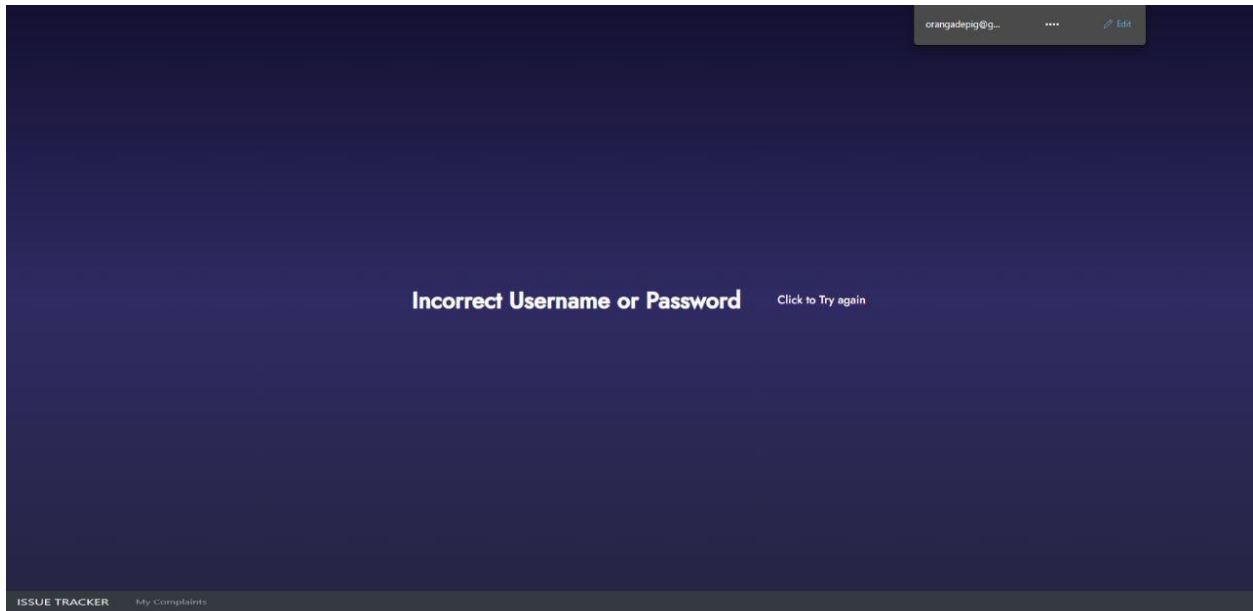 orangadepig@g... •••• Edit
Incorrect Username or Password Click to Try again
ISSUE TRACKER My Complaints